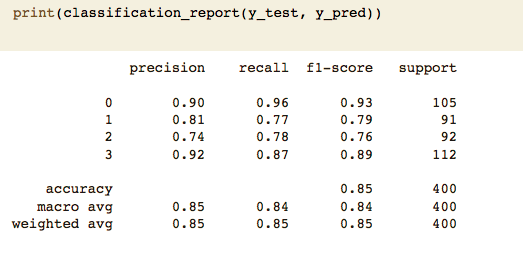 print(classification_report(y_test, y_pred))
precision recall f1-score support
0 0.90 0.96 0.93 105
1 0.81 0.77 0.79 91
2 0.74 0.78 0.76 92
3 0.92 0.87 0.89 112
accuracy 0.85 400
macro avg 0.85 0.84 0.84 400
weighted avg 0.85 0.85 0.85 400